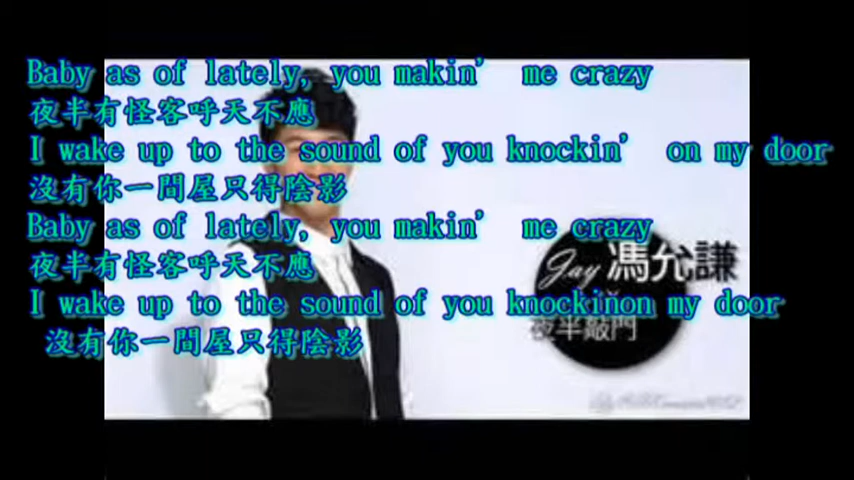 Baby as of lately, you makin' me crazy
夜半有怪客呼天不應
I wake up to the sound of you knockin' on my door
沒有你一間屋只得陰影
Baby as of lately, you makin' me crazy
夜半有怪客呼天不應
I wake up to the sound of you knockinon my door
沒有你一間屋只得陰影
Jay 馮允謙
夜半敲門